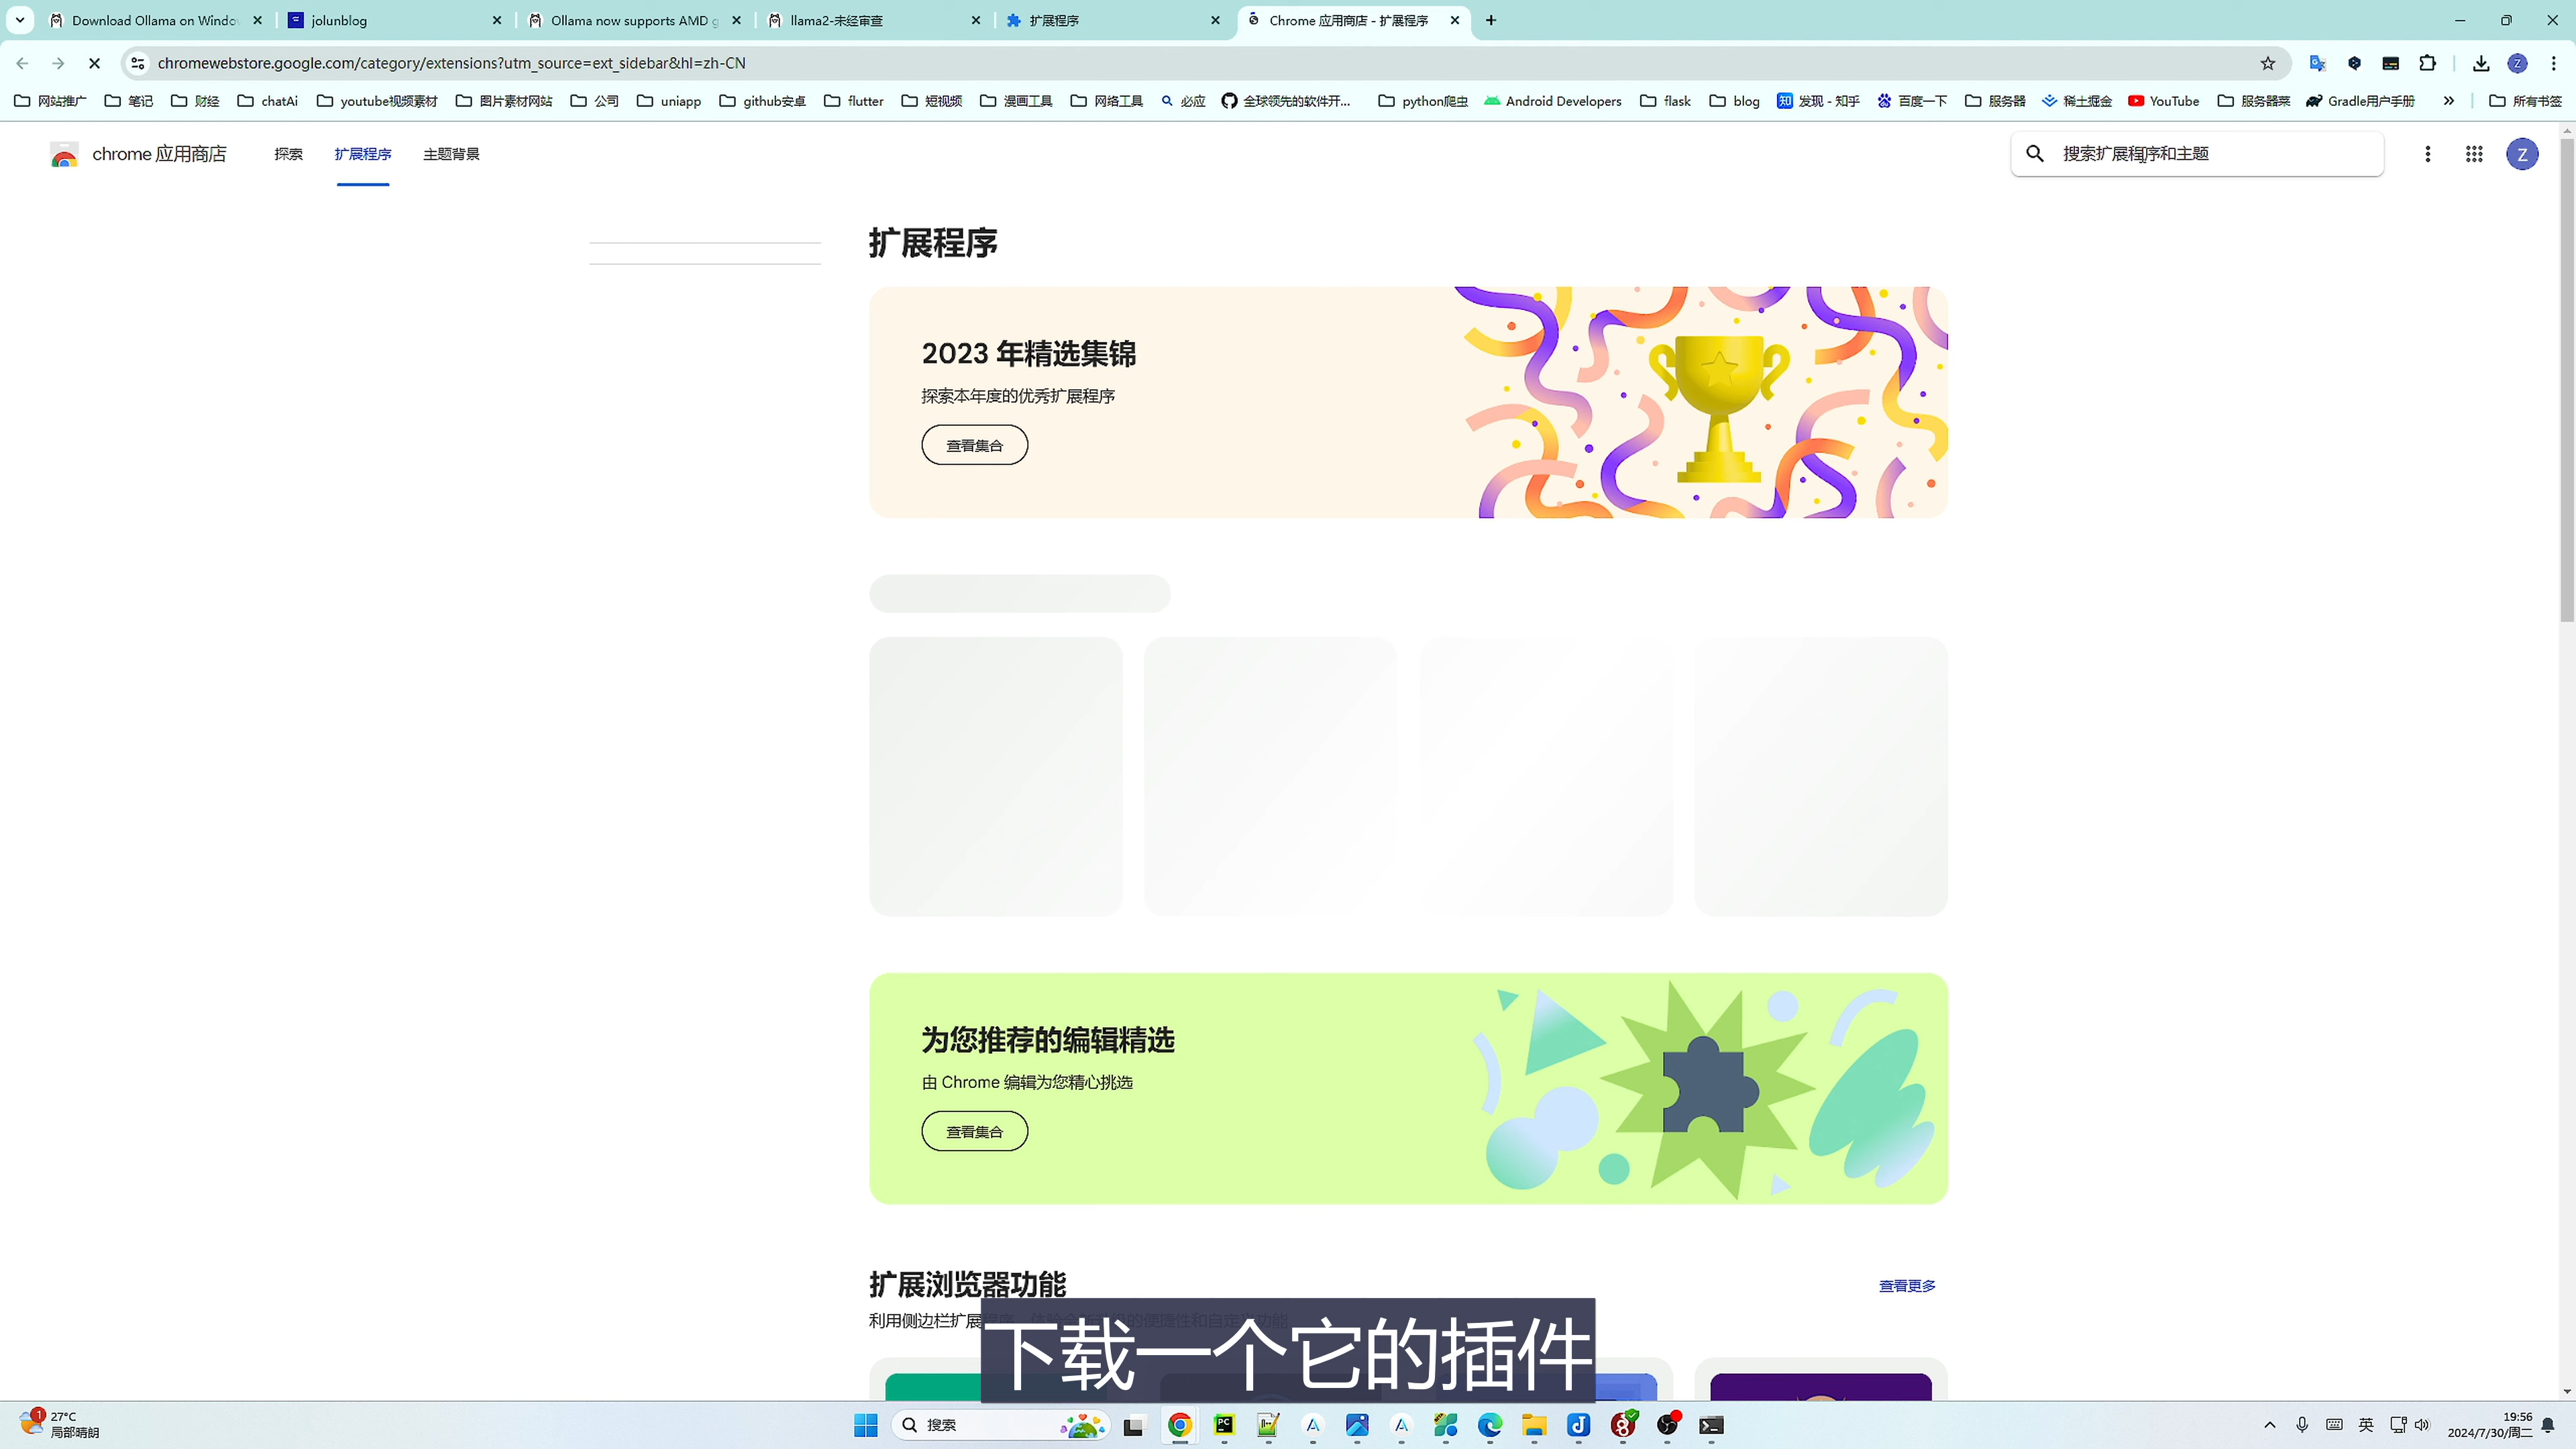 Download Ollama on Windo
jolunblog
Ollama now supports AMD g
llama2-未经审查
扩展程序
Chrome 应用商店 - 扩展程序
chromewebstore.google.com/category/extensions?utm_source=ext_sidebar&hl=zh-CN
网站推广
笔记
财经
chatAi
youtube视频素材
图片素材网站
公司
uniapp
github安卓
flutter
短视频
漫画工具
网络工具
必应
全球领先的软件开...
python爬虫
Android Developers
flask
blog
发现 - 知乎
百度一下
服务器
稀土掘金
YouTube
服务器菜
Gradle用户手册
所有书签
chrome 应用商店
探索
扩展程序
主题背景
搜索扩展程序和主题
Z
扩展程序
2023 年精选集锦
探索本年度的优秀扩展程序
查看集合
为您推荐的编辑精选
由 Chrome 编辑为您精心挑选
查看集合
扩展浏览器功能
查看更多
利用侧边栏扩展
下载一个它的插件
1
27°C
局部晴朗
搜索
英
19:56
2024/7/30/周二